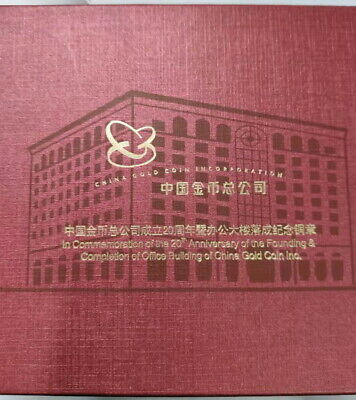 CHINA GOLD COIN INCORPORATION
中国金币总公司
中国金币总公司成立20周年暨办公大楼落成纪念铜章
In Commemoration of the 20th Anniversary of the Founding &
Completion of Office Building of China Gold Coin Inc.